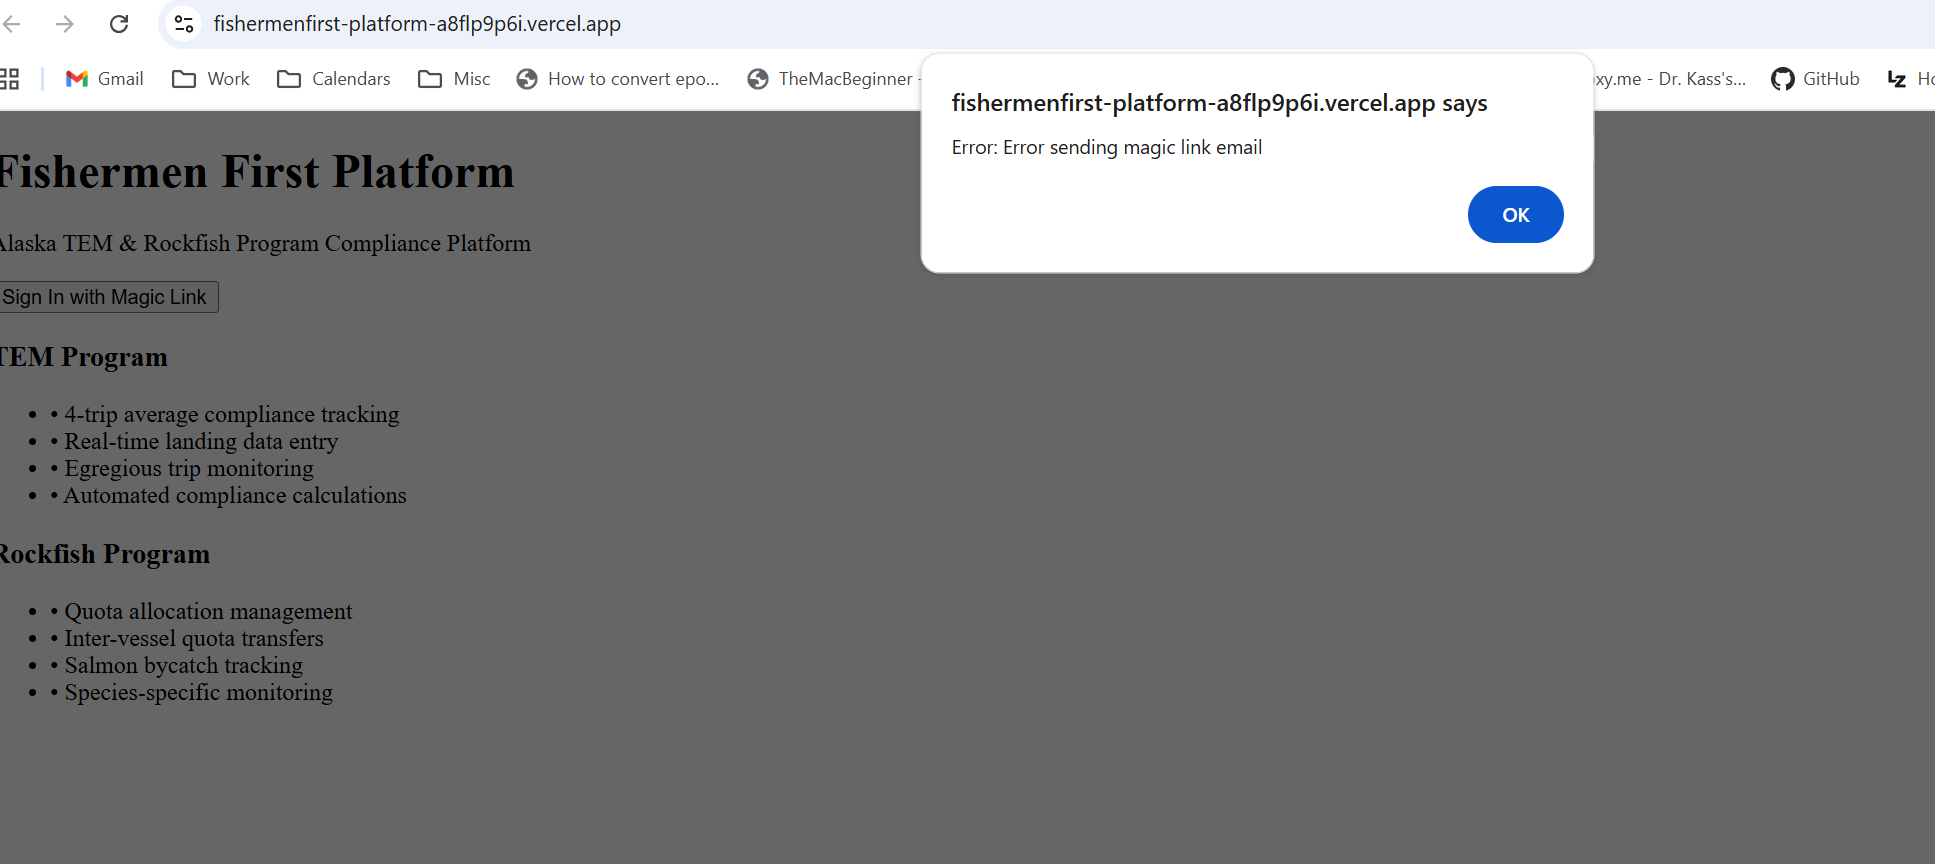 fishermenfirst-platform-a8flp9p6i.vercel.app
Gmail Work Calendars Misc How to convert epo... TheMacBeginner - xy.me - Dr. Kass's... GitHub Ho
fishermenfirst-platform-a8flp9p6i.vercel.app says
Error: Error sending magic link email
OK
Fishermen First Platform
Alaska TEM & Rockfish Program Compliance Platform
Sign In with Magic Link
TEM Program
• • 4-trip average compliance tracking
• • Real-time landing data entry
• • Egregious trip monitoring
• • Automated compliance calculations
Rockfish Program
• • Quota allocation management
• • Inter-vessel quota transfers
• • Salmon bycatch tracking
• • Species-specific monitoring